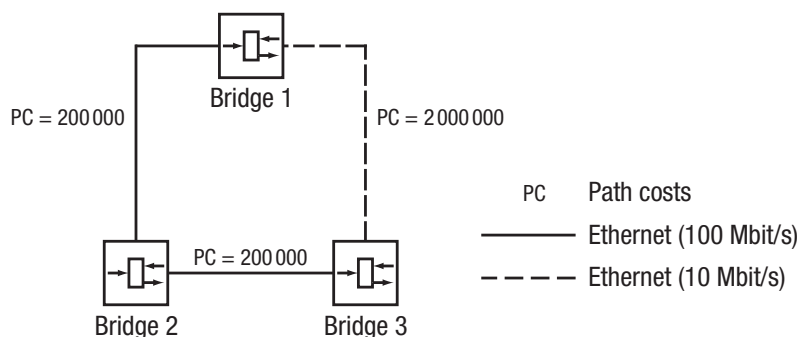 Bridge 1
PC = 200 000
PC = 2 000 000
PC Path costs
Ethernet (100 Mbit/s)
PC = 200 000
Ethernet (10 Mbit/s)
Bridge 2
Bridge 3